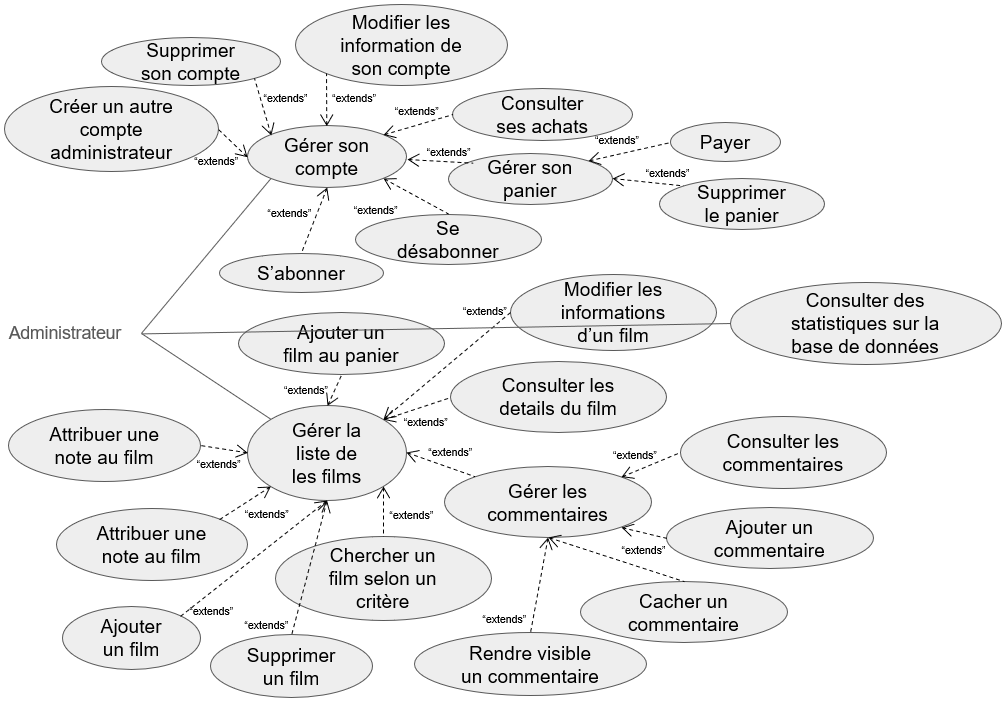 Modifier les
information de
son compte
Supprimer
son compte
"extends"
"extends"
"extends"
Consulter
ses achats
Créer un autre
compte
administrateur
"extends"
"extends"
Gérer son
compte
"extends"
Gérer son
panier
"extends"
Payer
"extends"
Supprimer
le panier
"extends"
"extends"
Se
désabonner
S'abonner
Administrateur
Modifier les
informations
d'un film
"extends"
Consulter des
statistiques sur la
base de données
Ajouter un
film au panier
"extends"
Consulter les
details du film
"extends"
Gérer la
liste de
les films
Attribuer une
note au film
"extends"
"extends"
Consulter les
commentaires
"extends"
Gérer les
commentaires
Attribuer une
note au film
"extends"
"extends"
Ajouter un
commentaire
"extends"
Chercher un
film selon un
critère
Cacher un
commentaire
Ajouter
un film
"extends"
"extends"
Supprimer
un film
"extends"
Rendre visible
un commentaire